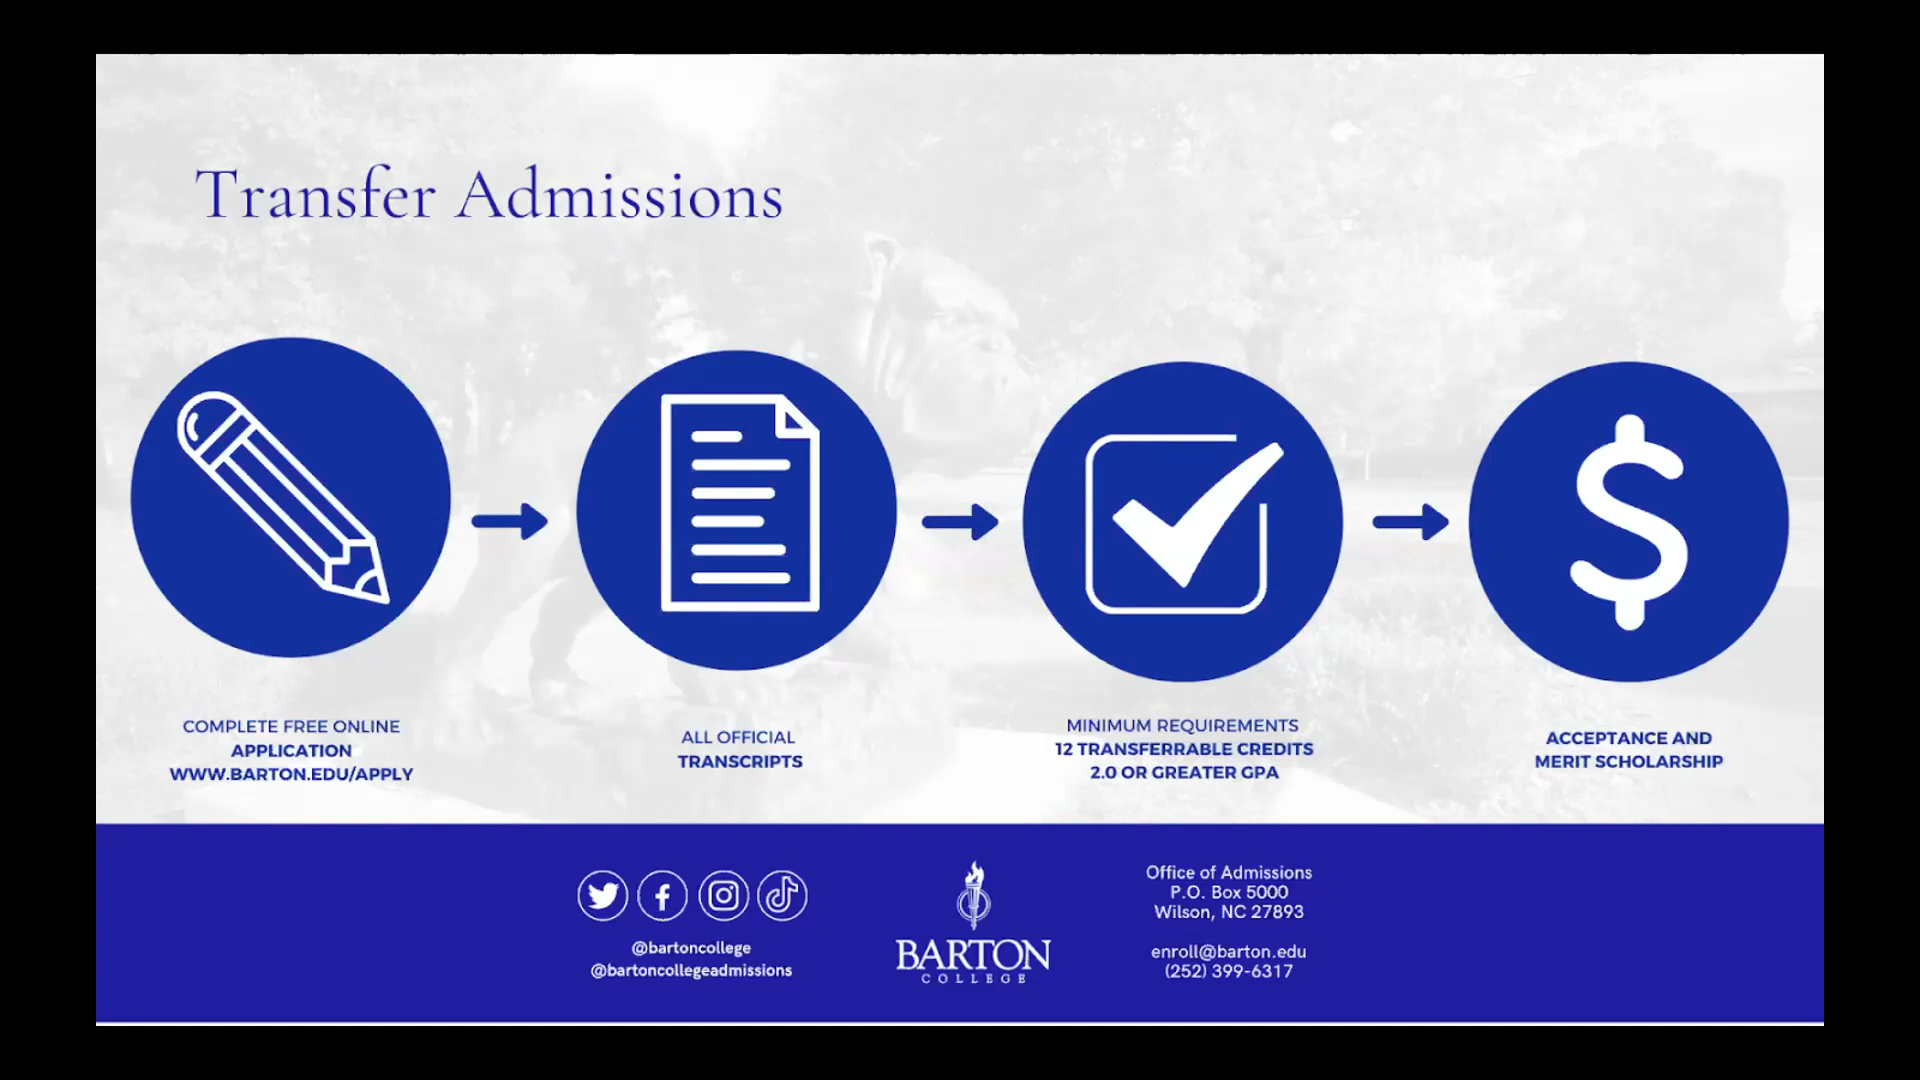 Transfer Admissions
COMPLETE FREE ONLINE
APPLICATION
WWW.BARTON.EDU/APPLY
ALL OFFICIAL
TRANSCRIPTS
MINIMUM REQUIREMENTS
12 TRANSFERRABLE CREDITS
2.0 OR GREATER GPA
ACCEPTANCE AND
MERIT SCHOLARSHIP
@bartoncollege
@bartoncollegeadmissions
BARTON
COLLEGE
Office of Admissions
P.O. Box 5000
Wilson, NC 27893
enroll@barton.edu
(252) 399-6317